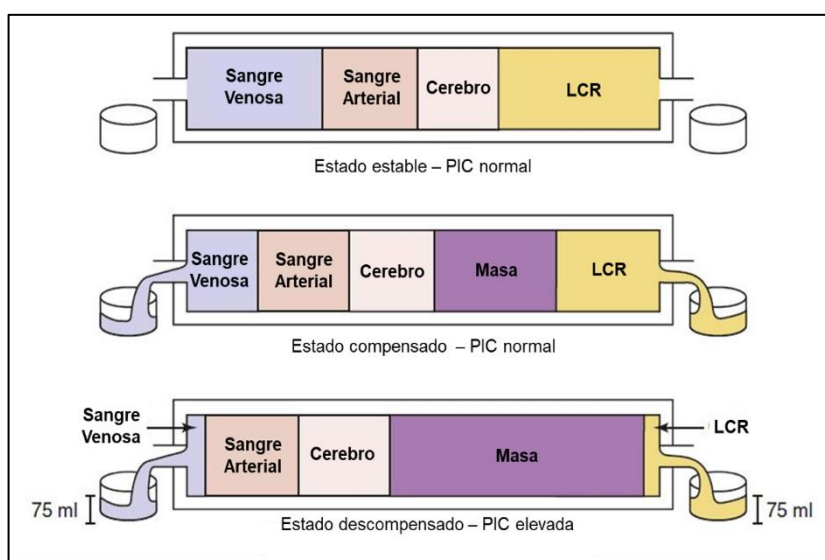 Sangre
Venosa
Sangre
Arterial
Cerebro
LCR
Estado estable – PIC normal
Sangre
Venosa
Sangre
Arterial
Cerebro
Masa
LCR
Estado compensado – PIC normal
Sangre
Venosa
Sangre
Arterial
Cerebro
Masa
LCR
75 ml
75 ml
Estado descompensado – PIC elevada